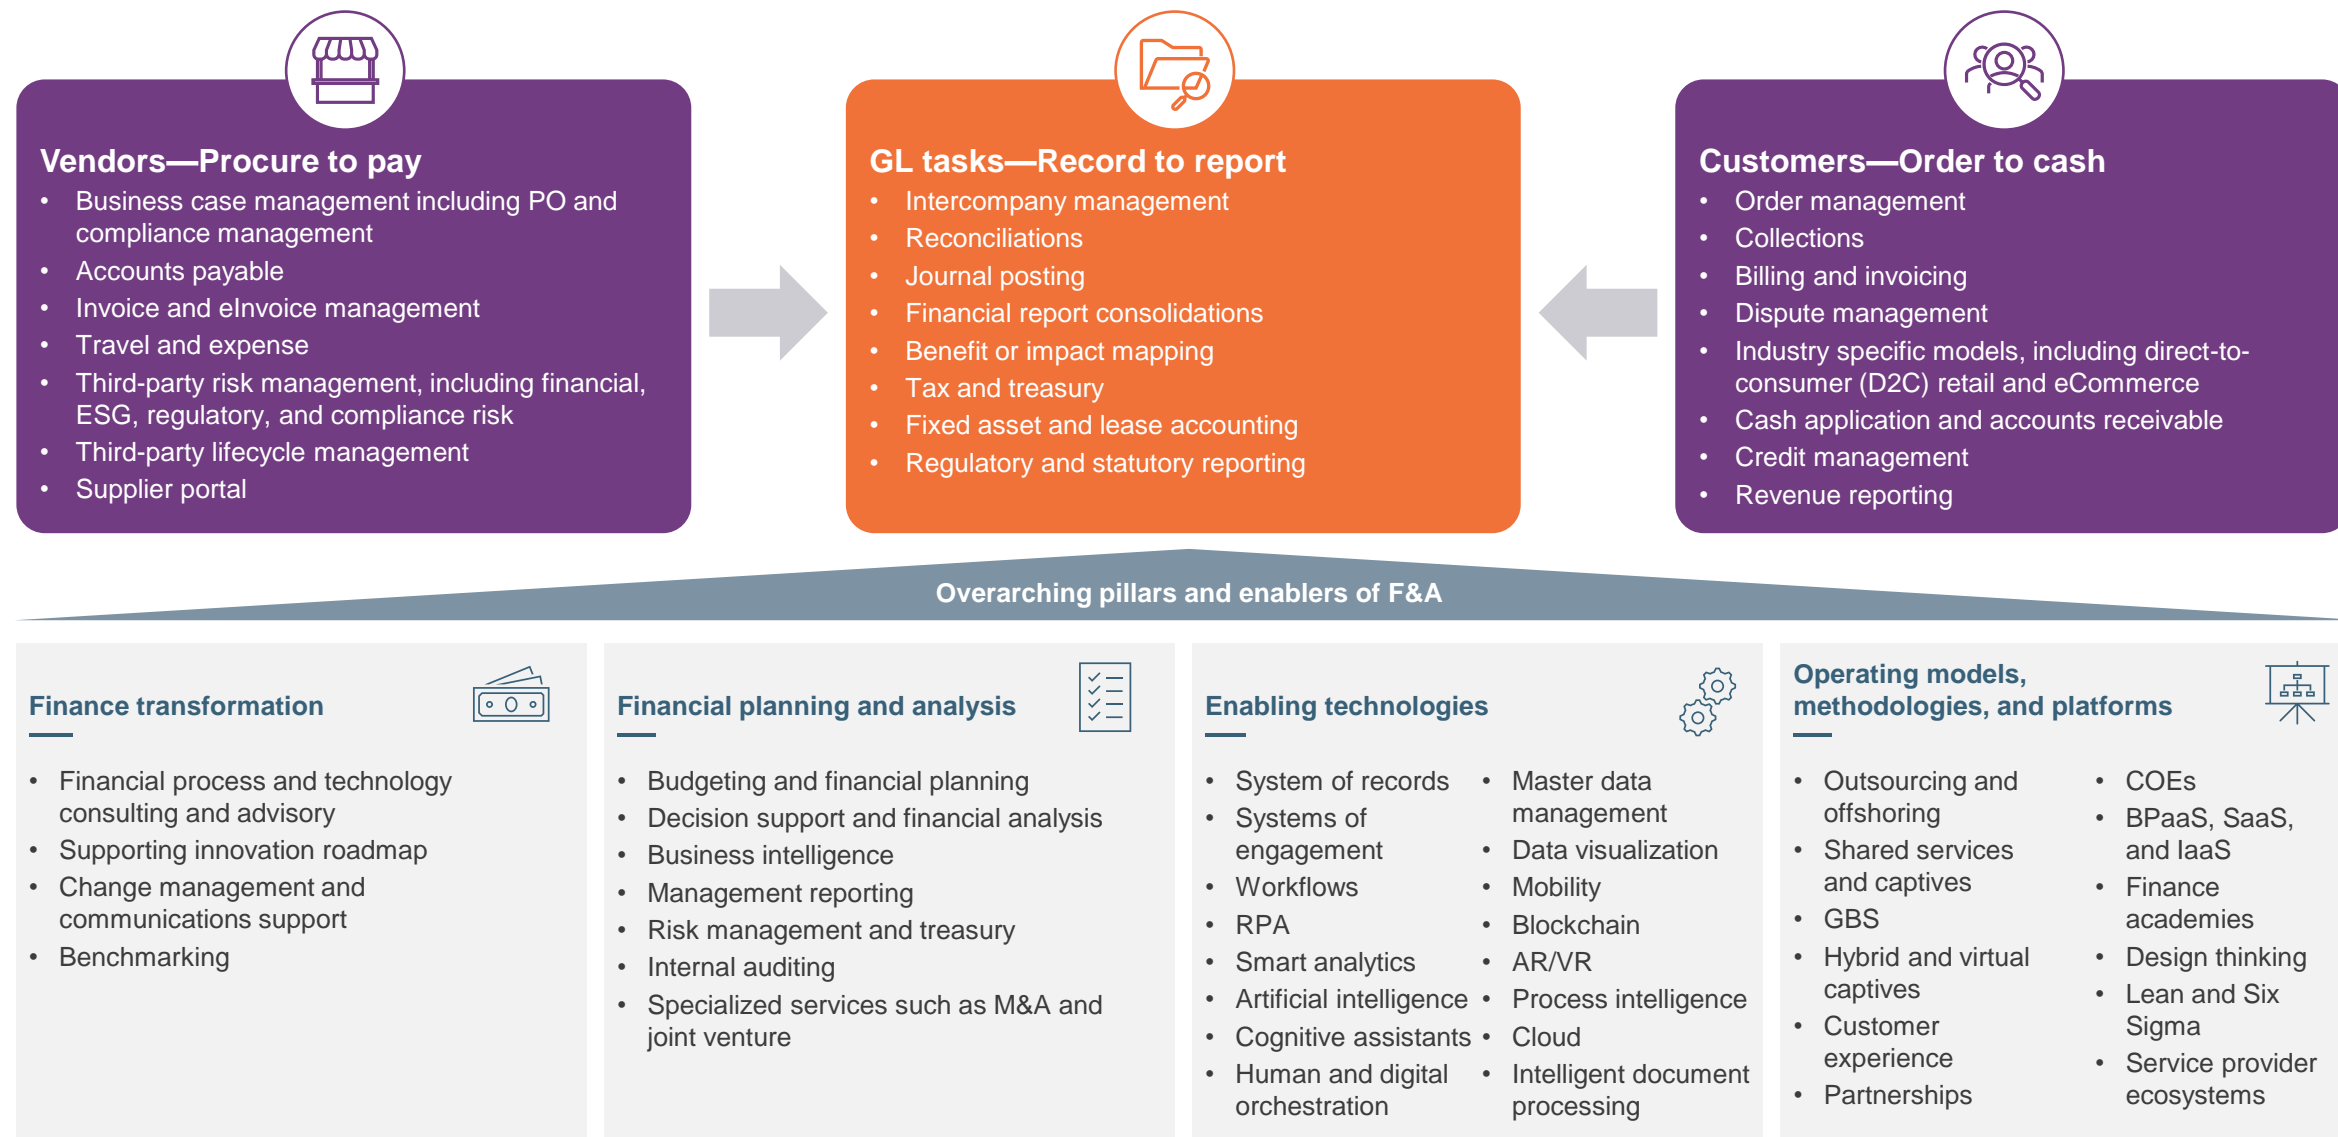 Vendors—Procure to pay
• Business case management including PO and
compliance management
• Accounts payable
• Invoice and eInvoice management
• Travel and expense
• Third-party risk management, including financial,
ESG, regulatory, and compliance risk
• Third-party lifecycle management
• Supplier portal
GL tasks—Record to report
• Intercompany management
• Reconciliations
• Journal posting
• Financial report consolidations
• Benefit or impact mapping
• Tax and treasury
• Fixed asset and lease accounting
• Regulatory and statutory reporting
Customers—Order to cash
• Order management
• Collections
• Billing and invoicing
• Dispute management
• Industry specific models, including direct-to-
consumer (D2C) retail and eCommerce
• Cash application and accounts receivable
• Credit management
• Revenue reporting
Overarching pillars and enablers of F&A
Finance transformation
• Financial process and technology
consulting and advisory
• Supporting innovation roadmap
• Change management and
communications support
• Benchmarking
Financial planning and analysis
• Budgeting and financial planning
• Decision support and financial analysis
• Business intelligence
• Management reporting
• Risk management and treasury
• Internal auditing
• Specialized services such as M&A and
joint venture
Enabling technologies
• System of records
• Systems of
engagement
• Workflows
• RPA
• Smart analytics
• Artificial intelligence
• Cognitive assistants
• Human and digital
orchestration
• Master data
management
• Data visualization
• Mobility
• Blockchain
• AR/VR
• Process intelligence
• Cloud
• Intelligent document
processing
Operating models,
methodologies, and platforms
• Outsourcing and
offshoring
• Shared services
and captives
• GBS
• Hybrid and virtual
captives
• Customer
experience
• Partnerships
• COEs
• BPaaS, SaaS,
and IaaS
• Finance
academies
• Design thinking
• Lean and Six
Sigma
• Service provider
ecosystems